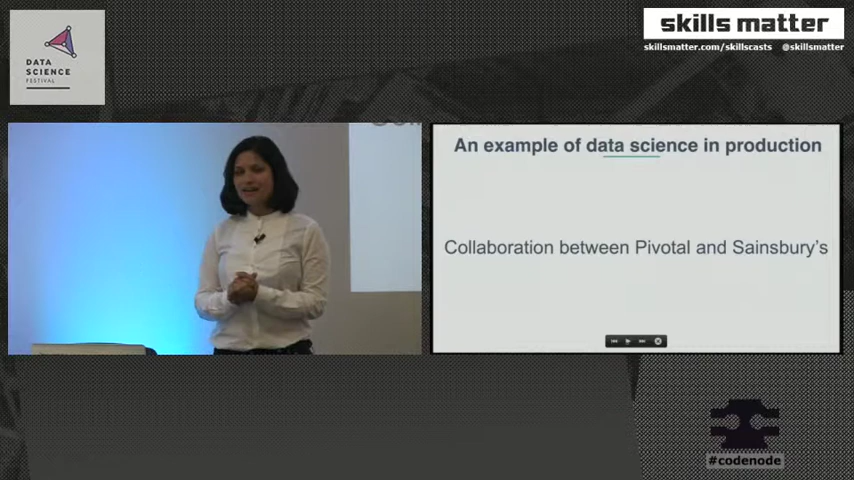 DATA
SCIENCE
FESTIVAL
skills matter
skillsmatter.com/skillscasts @skillsmatter
An example of data science in production
Collaboration between Pivotal and Sainsbury's
#codenode